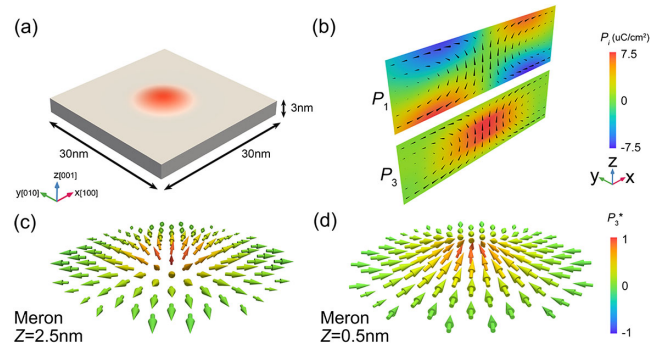 (a)
3nm
30nm
30nm
z[001]
y[010]
x[100]
(b)
P1
P3
Pi (uC/cm²)
7.5
0
-7.5
z
y
x
(c)
Meron
Z=2.5nm
(d)
Meron
Z=0.5nm
P3*
1
0
-1